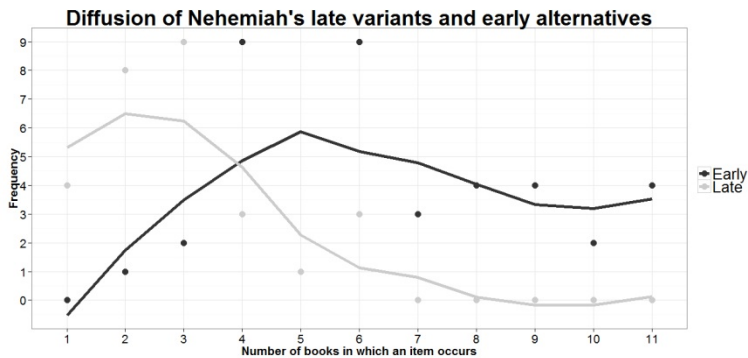 Diffusion of Nehemiah's late variants and early alternatives
9
8
7
6
5
4
3
2
1
0
Frequency
1 2 3 4 5 6 7 8 9 10 11
Number of books in which an item occurs
Early
Late